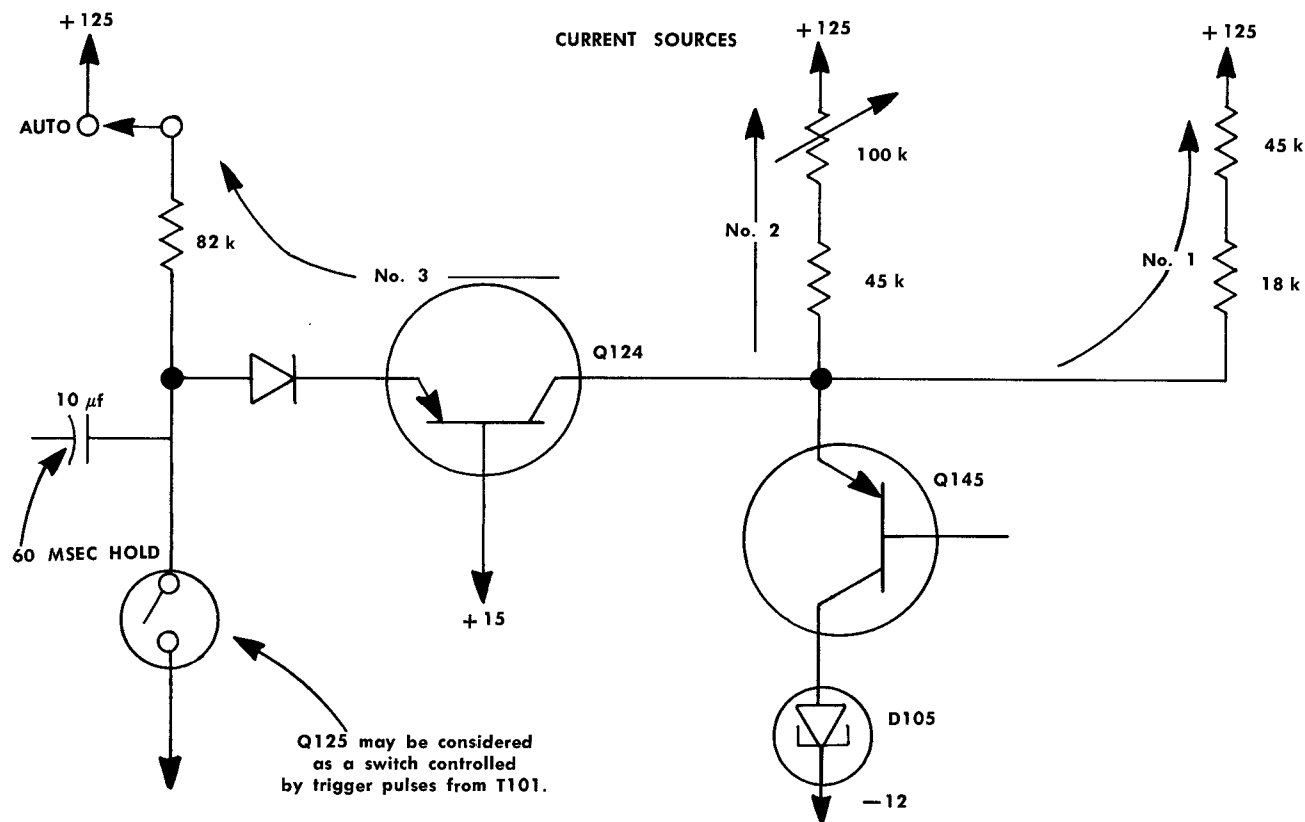 +125
CURRENT SOURCES
+125
+125
AUTO
100 k
45 k
82 k
No. 2
No. 3
45 k
No. 1
18 k
Q124
10 μf
Q145
60 MSEC HOLD
+15
D105
Q125 may be considered
as a switch controlled
by trigger pulses from T101.
—12